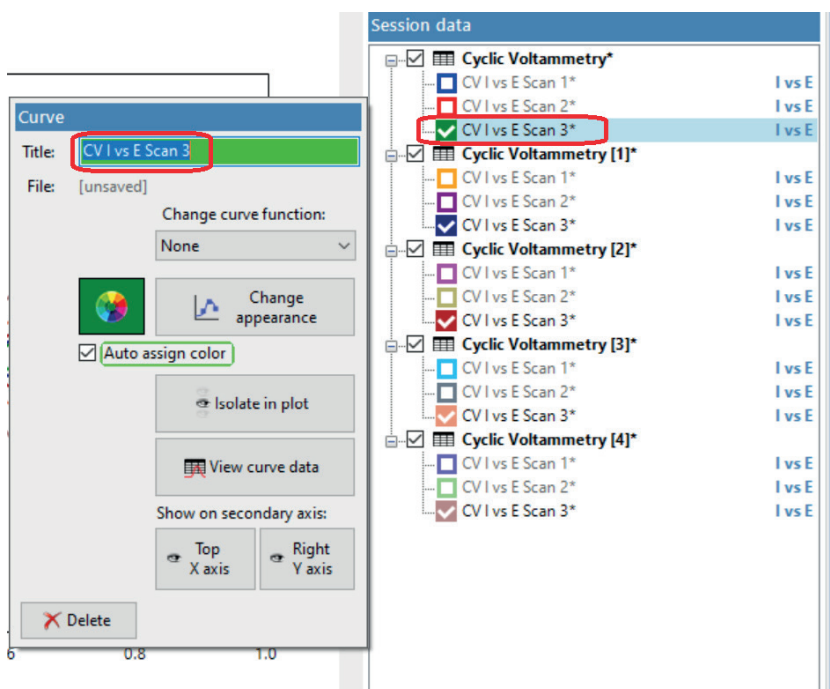 Session data
Cyclic Voltammetry*
CV I vs E Scan 1* I vs E
CV I vs E Scan 2* I vs E
CV I vs E Scan 3* I vs E
Cyclic Voltammetry [1]*
CV I vs E Scan 1* I vs E
CV I vs E Scan 2* I vs E
CV I vs E Scan 3* I vs E
Cyclic Voltammetry [2]*
CV I vs E Scan 1* I vs E
CV I vs E Scan 2* I vs E
CV I vs E Scan 3* I vs E
Cyclic Voltammetry [3]*
CV I vs E Scan 1* I vs E
CV I vs E Scan 2* I vs E
CV I vs E Scan 3* I vs E
Cyclic Voltammetry [4]*
CV I vs E Scan 1* I vs E
CV I vs E Scan 2* I vs E
CV I vs E Scan 3* I vs E
Curve
Title: CV I vs E Scan 3
File: [unsaved]
Change curve function:
None
Change
appearance
Auto assign color
Isolate in plot
View curve data
Show on secondary axis:
Top
X axis
Right
Y axis
Delete
0.8 1.0